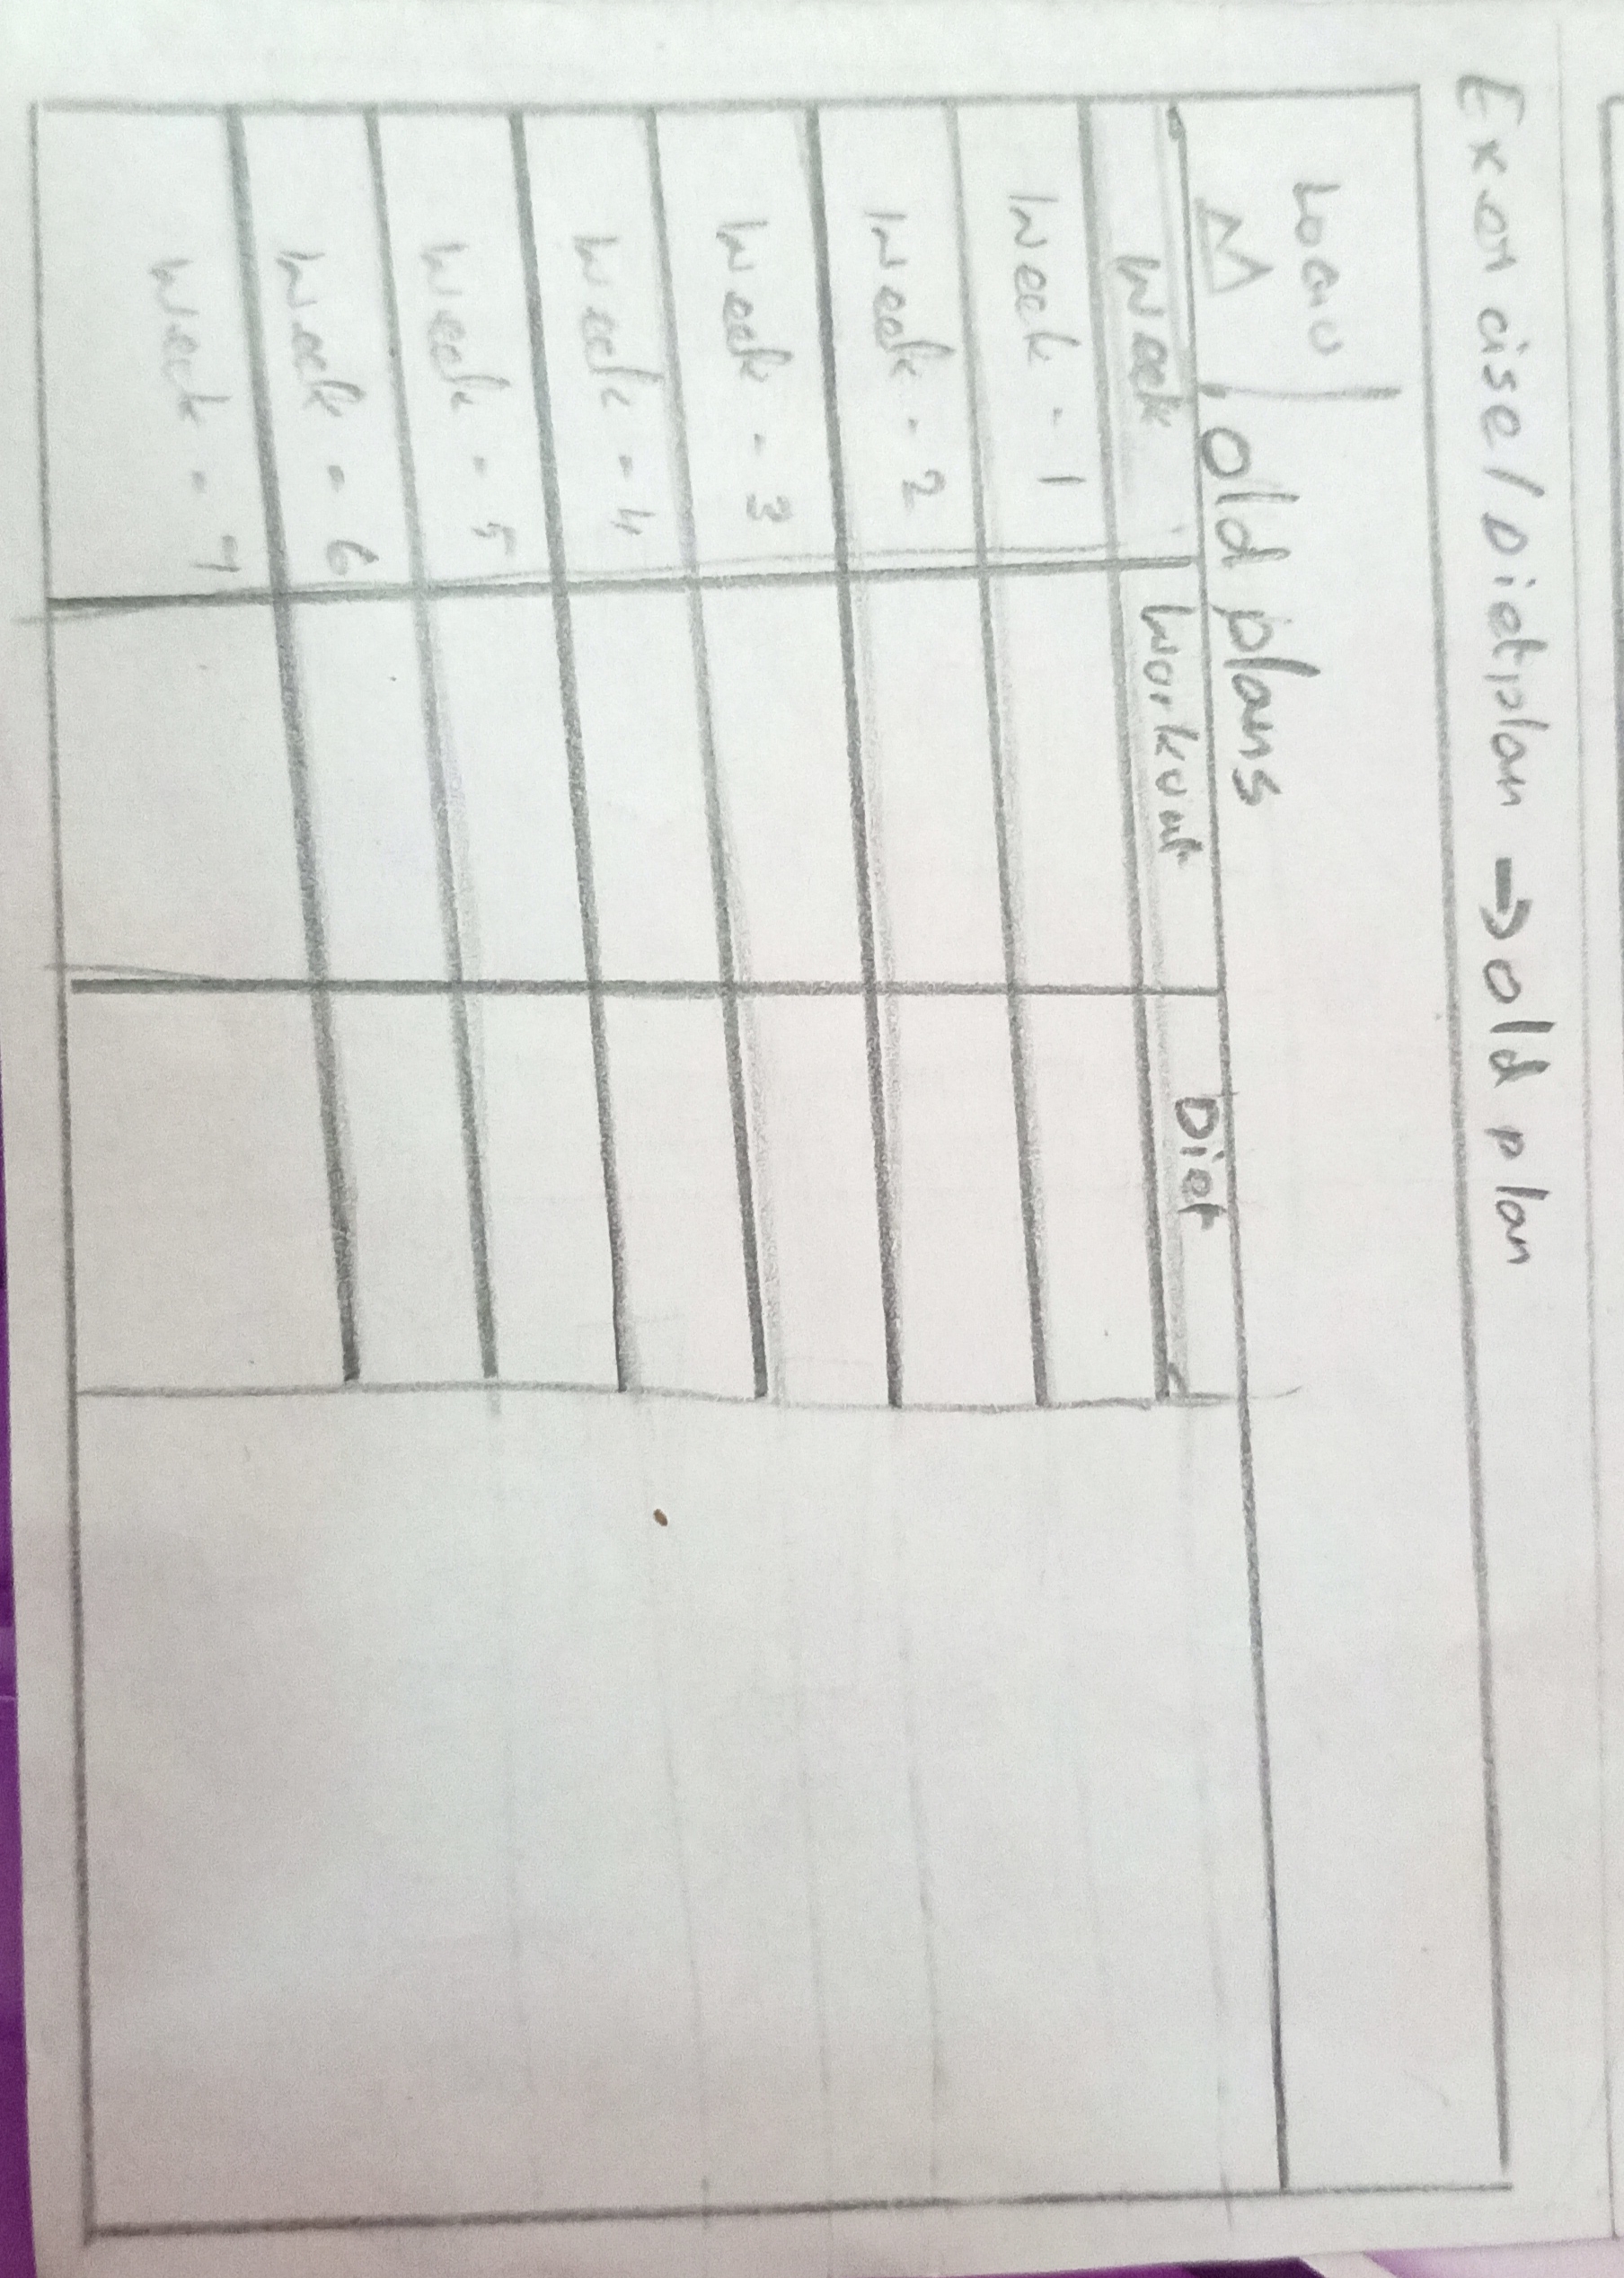 Exercise/Dietplan → old plan
old plans
Week Workout Diet
Week - 1
Week - 2
Week - 3
Week - 4
Week - 5
Week - 6
Week - 7